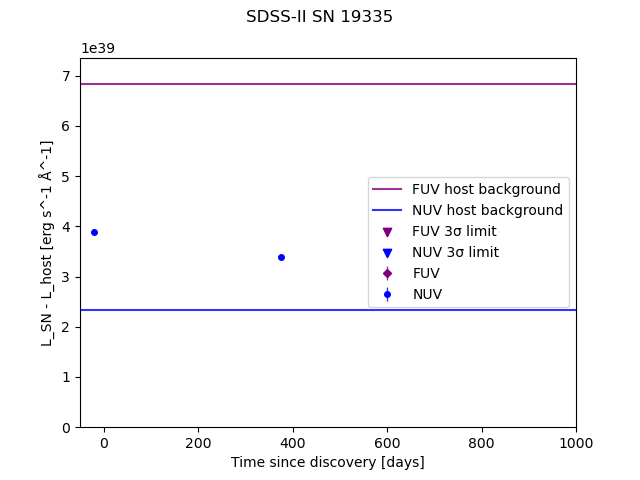 SDSS-II SN 19335
1e39
7
6
5
4
3
2
1
0
L_SN - L_host [erg s^-1 Å^-1]
FUV host background
NUV host background
FUV 3σ limit
NUV 3σ limit
FUV
NUV
0 200 400 600 800 1000
Time since discovery [days]